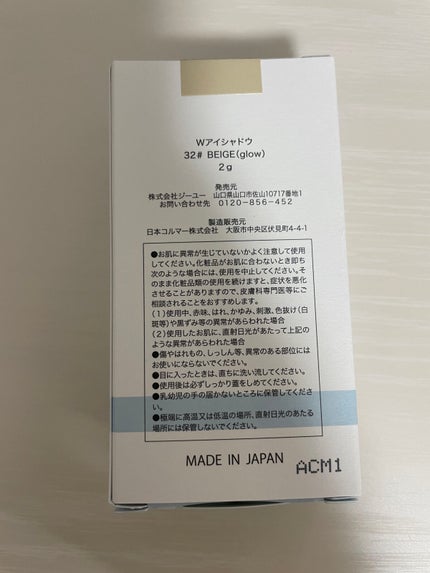 Wアイシャドウ
32# BEIGE(glow)
2g
発売元
株式会社ジーユー 山口県山口市佐山10717番地1
お問い合わせ先 0120-856-452
製造販売元
日本コルマー株式会社 大阪市中央区伏見町4-4-1
●お肌に異常が生じていないかよく注意して使用
してください。化粧品がお肌に合わないとき即ち
次のような場合には、使用を中止してください。そ
のまま化粧品類の使用を続けますと、症状を悪化
させることがありますので、皮膚科専門医等にご
相談されることをおすすめします。
(1)使用中、赤味、はれ、かゆみ、刺激、色抜け(白
斑等)や黒ずみ等の異常があらわれた場合
(2)使用したお肌に、直射日光があたって上記の
ような異常があらわれた場合
●傷やはれもの、しっしん等、異常のある部位には
お使いにならないでください。
●目に入ったときは、直ちに洗い流してください。
●使用後は必ずしっかり蓋をしめてください。
●乳幼児の手の届かないところに保管してくださ
い。
●極端に高温又は低温の場所、直射日光のあたる
場所には保管しないでください。
MADE IN JAPAN
ACM1